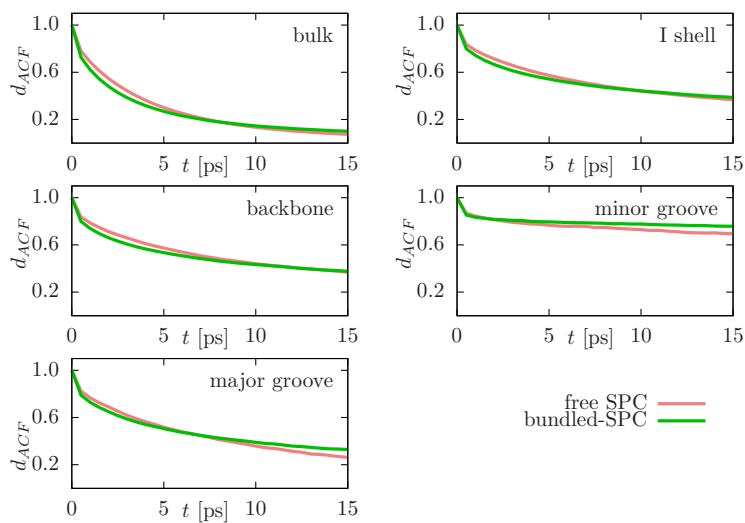 bulk
d_ACF
1.0
0.6
0.2
0 5 10 15
t [ps]
I shell
d_ACF
1.0
0.6
0.2
0 5 10 15
t [ps]
backbone
d_ACF
1.0
0.6
0.2
0 5 10 15
t [ps]
minor groove
d_ACF
1.0
0.6
0.2
0 5 10 15
t [ps]
major groove
d_ACF
1.0
0.6
0.2
0 5 10 15
t [ps]
free SPC
bundled-SPC